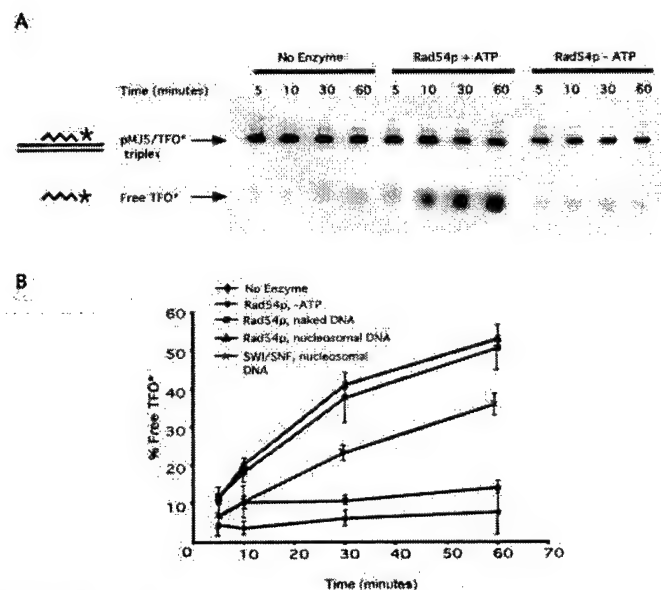 A
No Enzyme Rad54p + ATP Rad54p - ATP
Time (minutes) 5 10 30 60 5 10 30 60 5 10 30 60
pMJ5/TFO*
triplex
Free TFO*
B
No Enzyme
Rad54p, -ATP
Rad54p, naked DNA
Rad54p, nucleosomal DNA
SWI/SNF, nucleosomal
DNA
% Free TFO*
60
50
40
30
20
10
0 10 20 30 40 50 60 70
Time (minutes)